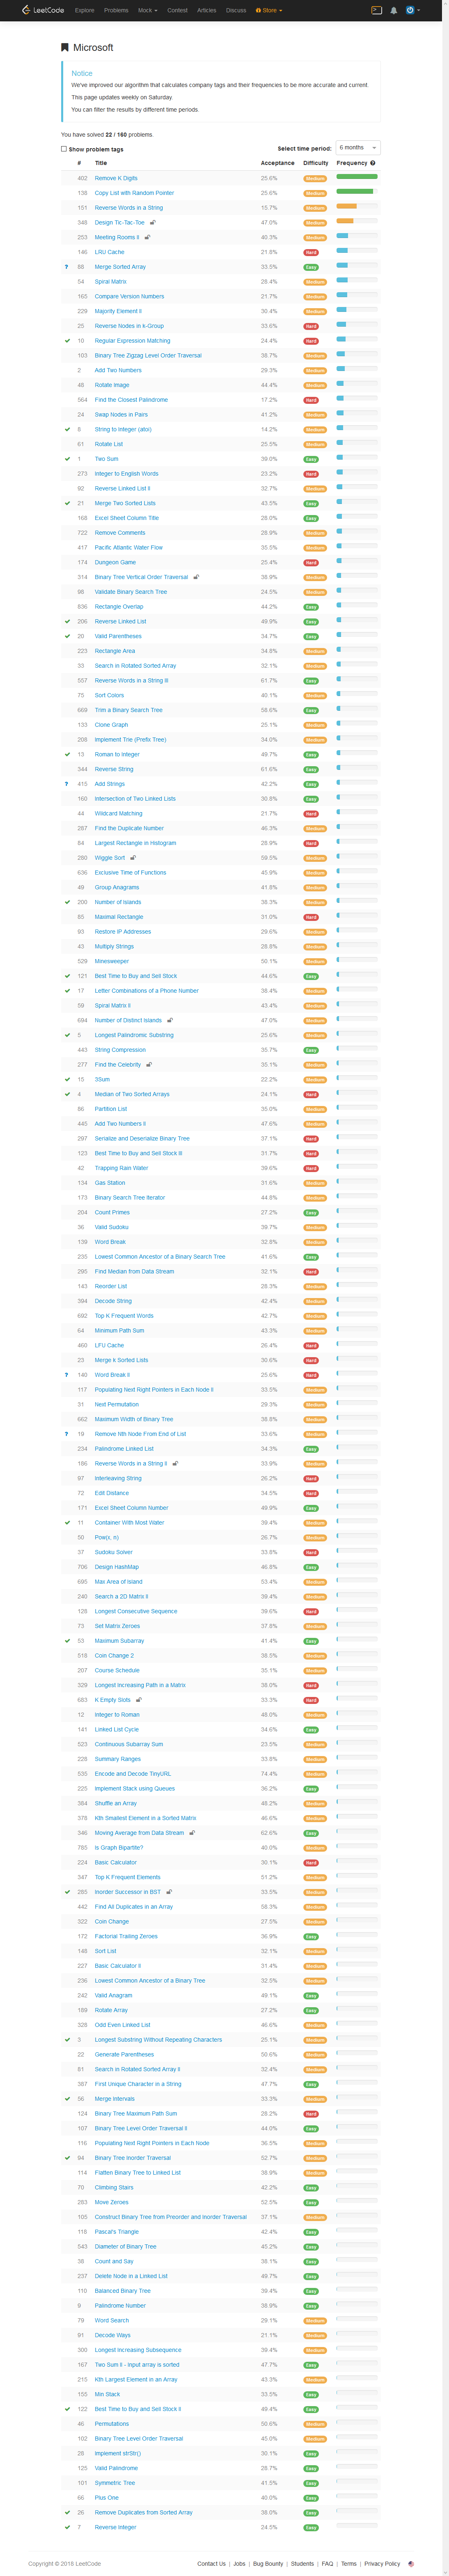 LeetCode Explore Problems Mock Contest Articles Discuss Store
Microsoft
Notice
We've improved our algorithm that calculates company tags and their frequencies to be more accurate and current.
This page updates weekly on Saturday.
You can filter the results by different time periods.
You have solved 22 / 160 problems.
Show problem tags Select time period: 6 months
# Title Acceptance Difficulty Frequency
402 Remove K Digits 25.6% Medium
138 Copy List with Random Pointer 25.6% Medium
151 Reverse Words in a String 15.7% Medium
348 Design Tic-Tac-Toe 47.0% Medium
253 Meeting Rooms II 40.3% Medium
146 LRU Cache 21.8% Hard
? 88 Merge Sorted Array 33.5% Easy
54 Spiral Matrix 28.4% Medium
165 Compare Version Numbers 21.7% Medium
229 Majority Element II 30.4% Medium
25 Reverse Nodes in k-Group 33.6% Hard
10 Regular Expression Matching 24.4% Hard
103 Binary Tree Zigzag Level Order Traversal 38.7% Medium
2 Add Two Numbers 29.3% Medium
48 Rotate Image 44.4% Medium
564 Find the Closest Palindrome 17.2% Hard
24 Swap Nodes in Pairs 41.2% Medium
8 String to Integer (atoi) 14.2% Medium
61 Rotate List 25.5% Medium
1 Two Sum 39.0% Easy
273 Integer to English Words 23.2% Hard
92 Reverse Linked List II 32.7% Medium
21 Merge Two Sorted Lists 43.5% Easy
168 Excel Sheet Column Title 28.0% Easy
722 Remove Comments 28.9% Medium
417 Pacific Atlantic Water Flow 35.5% Medium
174 Dungeon Game 25.4% Hard
314 Binary Tree Vertical Order Traversal 38.9% Medium
98 Validate Binary Search Tree 24.5% Medium
836 Rectangle Overlap 44.2% Easy
206 Reverse Linked List 49.9% Easy
20 Valid Parentheses 34.7% Easy
223 Rectangle Area 34.8% Medium
33 Search in Rotated Sorted Array 32.1% Medium
557 Reverse Words in a String III 61.7% Easy
75 Sort Colors 40.1% Medium
669 Trim a Binary Search Tree 58.6% Easy
133 Clone Graph 25.1% Medium
208 Implement Trie (Prefix Tree) 34.0% Medium
13 Roman to Integer 49.7% Easy
344 Reverse String 61.6% Easy
? 415 Add Strings 42.2% Easy
160 Intersection of Two Linked Lists 30.8% Easy
44 Wildcard Matching 21.7% Hard
287 Find the Duplicate Number 46.3% Medium
84 Largest Rectangle in Histogram 28.9% Hard
280 Wiggle Sort 59.5% Medium
636 Exclusive Time of Functions 45.9% Medium
49 Group Anagrams 41.8% Medium
200 Number of Islands 38.3% Medium
85 Maximal Rectangle 31.0% Hard
93 Restore IP Addresses 29.6% Medium
43 Multiply Strings 28.8% Medium
529 Minesweeper 50.1% Medium
121 Best Time to Buy and Sell Stock 44.6% Easy
17 Letter Combinations of a Phone Number 38.4% Medium
59 Spiral Matrix II 43.4% Medium
694 Number of Distinct Islands 47.0% Medium
5 Longest Palindromic Substring 25.6% Medium
443 String Compression 35.7% Easy
277 Find the Celebrity 35.1% Medium
15 3Sum 22.2% Medium
4 Median of Two Sorted Arrays 24.1% Hard
86 Partition List 35.0% Medium
445 Add Two Numbers II 47.6% Medium
297 Serialize and Deserialize Binary Tree 37.1% Hard
123 Best Time to Buy and Sell Stock III 31.7% Hard
42 Trapping Rain Water 39.6% Hard
134 Gas Station 31.6% Medium
173 Binary Search Tree Iterator 44.8% Medium
204 Count Primes 27.2% Easy
36 Valid Sudoku 39.7% Medium
139 Word Break 32.8% Medium
235 Lowest Common Ancestor of a Binary Search Tree 41.6% Easy
295 Find Median from Data Stream 32.1% Hard
143 Reorder List 28.3% Medium
394 Decode String 42.4% Medium
692 Top K Frequent Words 42.7% Medium
64 Minimum Path Sum 43.3% Medium
460 LFU Cache 26.4% Hard
23 Merge k Sorted Lists 30.6% Hard
? 140 Word Break II 25.6% Hard
117 Populating Next Right Pointers in Each Node II 33.5% Medium
31 Next Permutation 29.3% Medium
662 Maximum Width of Binary Tree 38.8% Medium
? 19 Remove Nth Node From End of List 33.6% Medium
234 Palindrome Linked List 34.3% Easy
186 Reverse Words in a String II 33.9% Medium
97 Interleaving String 26.2% Hard
72 Edit Distance 34.5% Hard
171 Excel Sheet Column Number 49.9% Easy
11 Container With Most Water 39.4% Medium
50 Pow(x, n) 26.7% Medium
37 Sudoku Solver 33.8% Hard
706 Design HashMap 46.8% Easy
695 Max Area of Island 53.4% Medium
240 Search a 2D Matrix II 39.4% Medium
128 Longest Consecutive Sequence 39.6% Hard
73 Set Matrix Zeroes 37.8% Medium
53 Maximum Subarray 41.4% Easy
518 Coin Change 2 38.5% Medium
207 Course Schedule 35.1% Medium
329 Longest Increasing Path in a Matrix 38.0% Hard
683 K Empty Slots 33.3% Hard
12 Integer to Roman 48.0% Medium
141 Linked List Cycle 34.6% Easy
523 Continuous Subarray Sum 23.5% Medium
228 Summary Ranges 33.8% Medium
535 Encode and Decode TinyURL 74.4% Medium
225 Implement Stack using Queues 36.2% Easy
384 Shuffle an Array 48.2% Medium
378 Kth Smallest Element in a Sorted Matrix 46.6% Medium
346 Moving Average from Data Stream 62.6% Easy
785 Is Graph Bipartite? 40.0% Medium
224 Basic Calculator 30.1% Hard
347 Top K Frequent Elements 51.2% Medium
285 Inorder Successor in BST 33.5% Medium
442 Find All Duplicates in an Array 58.3% Medium
322 Coin Change 27.5% Medium
172 Factorial Trailing Zeroes 36.9% Easy
148 Sort List 32.1% Medium
227 Basic Calculator II 31.4% Medium
236 Lowest Common Ancestor of a Binary Tree 32.5% Medium
242 Valid Anagram 49.1% Easy
189 Rotate Array 27.2% Easy
328 Odd Even Linked List 46.6% Medium
3 Longest Substring Without Repeating Characters 25.1% Medium
22 Generate Parentheses 50.6% Medium
81 Search in Rotated Sorted Array II 32.4% Medium
387 First Unique Character in a String 47.7% Easy
56 Merge Intervals 33.3% Medium
124 Binary Tree Maximum Path Sum 28.2% Hard
107 Binary Tree Level Order Traversal II 44.0% Easy
116 Populating Next Right Pointers in Each Node 36.5% Medium
94 Binary Tree Inorder Traversal 52.7% Medium
114 Flatten Binary Tree to Linked List 38.9% Medium
70 Climbing Stairs 42.2% Easy
283 Move Zeroes 52.5% Easy
105 Construct Binary Tree from Preorder and Inorder Traversal 37.1% Medium
118 Pascal's Triangle 42.4% Easy
543 Diameter of Binary Tree 45.2% Easy
38 Count and Say 38.1% Easy
237 Delete Node in a Linked List 49.7% Easy
110 Balanced Binary Tree 39.4% Easy
9 Palindrome Number 38.9% Easy
79 Word Search 29.1% Medium
91 Decode Ways 21.1% Medium
300 Longest Increasing Subsequence 39.4% Medium
167 Two Sum II - Input array is sorted 47.7% Easy
215 Kth Largest Element in an Array 43.3% Medium
155 Min Stack 33.5% Easy
122 Best Time to Buy and Sell Stock II 49.4% Easy
46 Permutations 50.6% Medium
102 Binary Tree Level Order Traversal 45.0% Medium
28 Implement strStr() 30.1% Easy
125 Valid Palindrome 28.7% Easy
101 Symmetric Tree 41.5% Easy
66 Plus One 40.0% Easy
26 Remove Duplicates from Sorted Array 38.0% Easy
7 Reverse Integer 24.5% Easy
Copyright © 2018 LeetCode Contact Us | Jobs | Bug Bounty | Students | FAQ | Terms | Privacy Policy